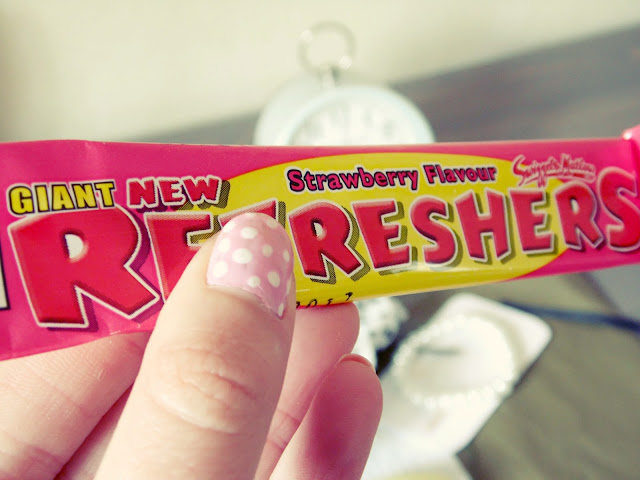 GIANT NEW
Strawberry Flavour
Swizzels Matlow
REFRESHERS